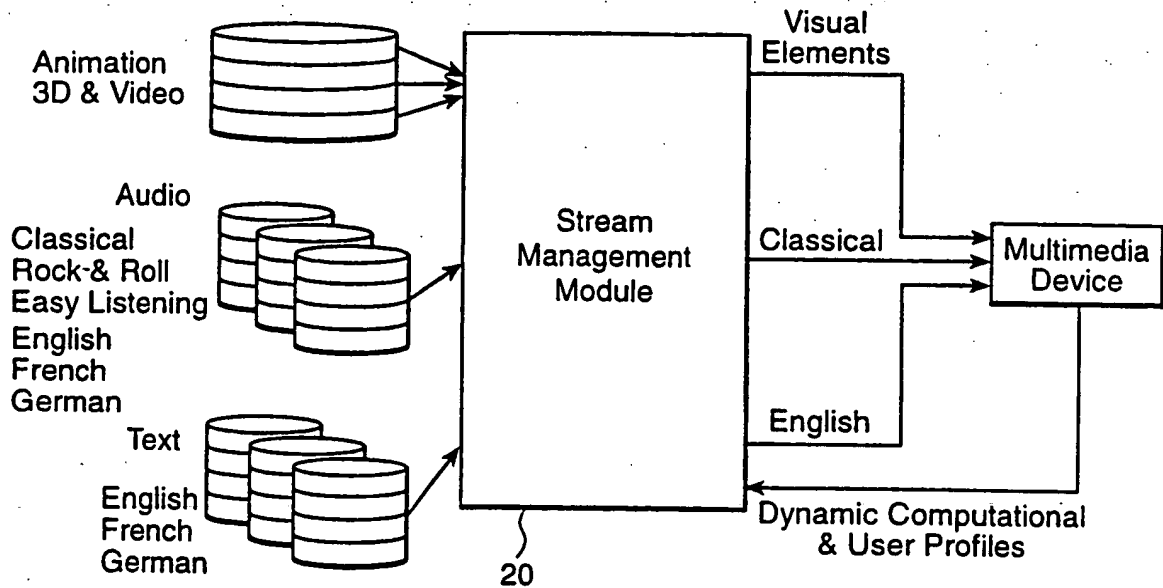 Animation
3D & Video
Audio
Classical
Rock-& Roll
Easy Listening
English
French
German
Text
English
French
German
Stream
Management
Module
20
Visual
Elements
Classical
English
Multimedia
Device
Dynamic Computational
& User Profiles